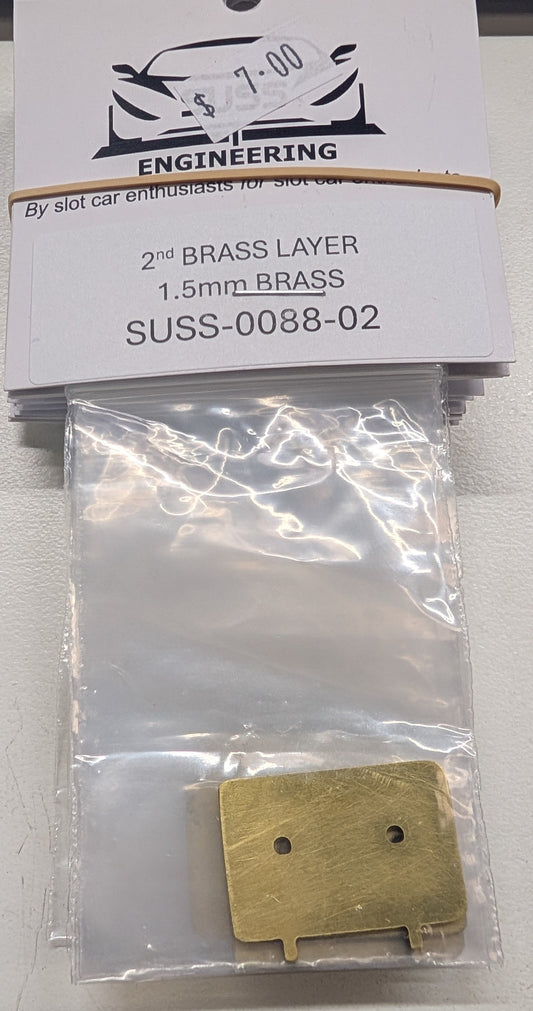 $ 7.00
SUSS
ENGINEERING
By slot car enthusiasts for slot car
2nd BRASS LAYER
1.5mm BRASS
SUSS-0088-02